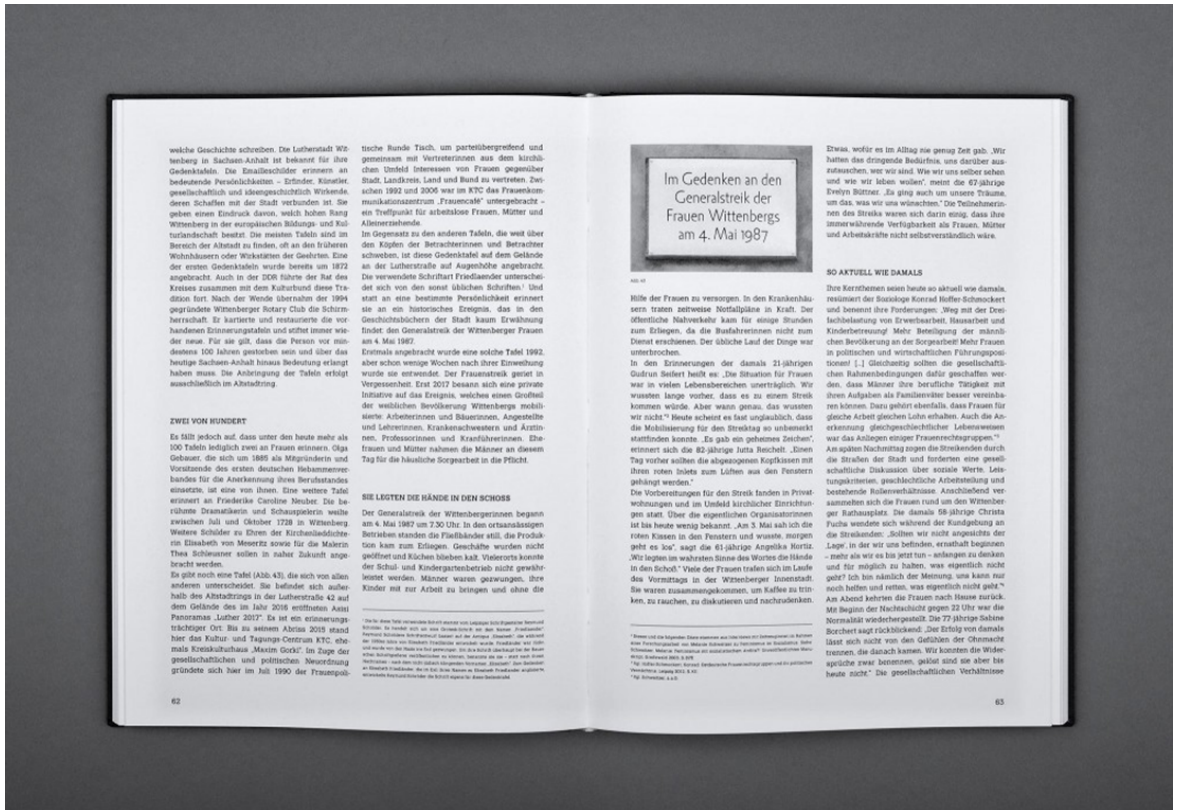 welche Geschichte schreiben. Die Lutherstadt Wit-
tenberg in Sachsen-Anhalt ist bekannt für ihre
Gedenktafeln. Die Emailleschilder erinnern an
bedeutende Persönlichkeiten – Erfinder, Künstler,
gesellschaftlich und ideengeschichtlich Wirkende,
deren Schaffen mit der Stadt verbunden ist. Sie
geben einen Eindruck davon, welch hohen Rang
Wittenberg in der europäischen Bildungs- und Kul-
turlandschaft besitzt. Die meisten Tafeln sind im
Bereich der Altstadt zu finden, oft an den früheren
Wohnhäusern oder Wirkstätten der Geehrten. Eine
der ersten Gedenktafeln wurde bereits um 1872
angebracht. Auch in der DDR führte der Rat des
Kreises zusammen mit dem Kulturbund diese Tra-
dition fort. Nach der Wende übernahm der 1994
gegründete Wittenberger Rotary Club die Schirm-
herrschaft. Er kartierte und restaurierte die vor-
handenen Erinnerungstafeln und stiftet immer wie-
der neue. Für sie gilt, dass die Person vor min-
destens 100 Jahren gestorben sein und über das
heutige Sachsen-Anhalt hinaus Bedeutung erlangt
haben muss. Die Anbringung der Tafeln erfolgt
ausschließlich im Altstadtring.
ZWEI VON HUNDERT
Es fällt jedoch auf, dass unter den heute mehr als
100 Tafeln lediglich zwei an Frauen erinnern. Olga
Gebauer, die sich um 1885 als Mitgründerin und
Vorsitzende des ersten deutschen Hebammenver-
bandes für die Anerkennung ihres Berufsstandes
einsetzte, ist eine von ihnen. Eine weitere Tafel
erinnert an Friederike Caroline Neuber. Die be-
rühmte Dramatikerin und Schauspielerin weilte
zwischen Juli und Oktober 1728 in Wittenberg.
Weitere Schilder zu Ehren der Kirchenlieddichte-
rin Elisabeth von Meseritz sowie für die Malerin
Thea Schleusner sollen in naher Zukunft ange-
bracht werden.
Es gibt noch eine Tafel (Abb. 43), die sich von allen
anderen unterscheidet. Sie befindet sich außer-
halb des Altstadtrings in der Lutherstraße 42 auf
dem Gelände des im Jahr 2016 eröffneten Asisi
Panoramas „Luther 2017“. Es ist ein erinnerungs-
trächtiger Ort. Bis zu seinem Abriss 2015 stand
hier das Kultur- und Tagungs-Centrum KTC, ehe-
mals Kreiskulturhaus „Maxim Gorki“. Im Zuge der
gesellschaftlichen und politischen Neuordnung
gründete sich hier im Juli 1990 der Frauenpoli-
62
tische Runde Tisch, um parteiübergreifend und
gemeinsam mit Vertreterinnen aus dem kirchli-
chen Umfeld Interessen von Frauen gegenüber
Stadt, Landkreis, Land und Bund zu vertreten. Zwi-
schen 1992 und 2006 war im KTC das Frauenkom-
munikationszentrum „Frauencafé“ untergebracht –
ein Treffpunkt für arbeitslose Frauen, Mütter und
Alleinerziehende.
Im Gegensatz zu den anderen Tafeln, die weit über
den Köpfen der Betrachterinnen und Betrachter
schweben, ist diese Gedenktafel auf dem Gelände
an der Lutherstraße auf Augenhöhe angebracht.
Die verwendete Schriftart Friedlaender unterschei-
det sich von den sonst üblichen Schriften.¹ Und
statt an eine bestimmte Persönlichkeit erinnert
sie an ein historisches Ereignis, das in den
Geschichtsbüchern der Stadt kaum Erwähnung
findet: den Generalstreik der Wittenberger Frauen
am 4. Mai 1987.
Erstmals angebracht wurde eine solche Tafel 1992,
aber schon wenige Wochen nach ihrer Einweihung
wurde sie entwendet. Der Frauenstreik geriet in
Vergessenheit. Erst 2017 besann sich eine private
Initiative auf das Ereignis, welches einen Großteil
der weiblichen Bevölkerung Wittenbergs mobili-
sierte: Arbeiterinnen und Bäuerinnen, Angestellte
und Lehrerinnen, Krankenschwestern und Ärztin-
nen, Professorinnen und Kranführerinnen. Ehe-
frauen und Mütter nahmen die Männer an diesem
Tag für die häusliche Sorgearbeit in die Pflicht.
SIE LEGTEN DIE HÄNDE IN DEN SCHOSS
Der Generalstreik der Wittenbergerinnen begann
am 4. Mai 1987 um 7.30 Uhr. In den ortsansässigen
Betrieben standen die Fließbänder still, die Produk-
tion kam zum Erliegen. Geschäfte wurden nicht
geöffnet und Küchen blieben kalt. Vielerorts konnte
der Schul- und Kindergartenbetrieb nicht gewähr-
leistet werden. Männer waren gezwungen, ihre
Kinder mit zur Arbeit zu bringen und ohne die
Im Gedenken an den
Generalstreik der
Frauen Wittenbergs
am 4. Mai 1987
Hilfe der Frauen zu versorgen. In den Krankenhäu-
sern traten zeitweise Notfallpläne in Kraft. Der
öffentliche Nahverkehr kam für einige Stunden
zum Erliegen, da die Busfahrerinnen nicht zum
Dienst erschienen. Der übliche Lauf der Dinge war
unterbrochen.
In den Erinnerungen der damals 21-jährigen
Gudrun Seifert heißt es: „Die Situation für Frauen
war in vielen Lebensbereichen unerträglich. Wir
wussten lange vorher, dass es zu einem Streik
kommen würde. Aber wann genau, das wussten
wir nicht.“² Heute scheint es fast unglaublich, dass
die Mobilisierung für den Streiktag so unbemerkt
stattfinden konnte. „Es gab ein geheimes Zeichen“,
erinnert sich die 82-jährige Jutta Reichelt. „Einen
Tag vorher sollten die abgezogenen Kopfkissen mit
ihren roten Inlets zum Lüften aus den Fenstern
gehängt werden.“
Die Vorbereitungen für den Streik fanden in Privat-
wohnungen und im Umfeld kirchlicher Einrichtun-
gen statt. Über die eigentlichen Organisatorinnen
ist bis heute wenig bekannt. „Am 3. Mai sah ich die
roten Kissen in den Fenstern und wusste, morgen
geht es los“, sagt die 61-jährige Angelika Hortiz.
„Wir legten im wahrsten Sinne des Wortes die Hände
in den Schoß.“ Viele der Frauen trafen sich im Laufe
des Vormittags in der Wittenberger Innenstadt.
Sie waren zusammengekommen, um Kaffee zu trin-
ken, zu rauchen, zu diskutieren und nachzudenken.
Etwas, wofür es im Alltag nie genug Zeit gab. „Wir
hatten das dringende Bedürfnis, uns darüber aus-
zutauschen, wer wir sind. Wie wir uns selber sehen
und wie wir leben wollen“, meint die 67-jährige
Evelyn Büttner. „Es ging auch um unsere Träume,
um das, was wir uns wünschten.“ Die Teilnehmerin-
nen des Streiks waren sich darin einig, dass ihre
immerwährende Verfügbarkeit als Frauen, Mütter
und Arbeitskräfte nicht selbstverständlich wäre.
SO AKTUELL WIE DAMALS
Ihre Kernthemen seien heute so aktuell wie damals,
resümiert der Soziologe Konrad Hoffer-Schmockert
und benennt ihre Forderungen: „Weg mit der Drei-
fachbelastung von Erwerbsarbeit, Hausarbeit und
Kinderbetreuung! Mehr Beteiligung der männli-
chen Bevölkerung an der Sorgearbeit! Mehr Frauen
in politischen und wirtschaftlichen Führungsposi-
tionen! [...] Gleichzeitig sollten die gesellschaftli-
chen Rahmenbedingungen dafür geschaffen wer-
den, dass Männer ihre berufliche Tätigkeit mit
ihren Aufgaben als Familienväter besser vereinba-
ren können. Dazu gehört ebenfalls, dass Frauen für
gleiche Arbeit gleichen Lohn erhalten. Auch die An-
erkennung gleichgeschlechtlicher Lebensweisen
war das Anliegen einiger Frauenrechtsgruppen.“³
Am späten Nachmittag zogen die Streikenden durch
die Straßen der Stadt und forderten eine gesell-
schaftliche Diskussion über soziale Werte, Leis-
tungskriterien, geschlechtliche Arbeitsteilung und
bestehende Rollenverhältnisse. Anschließend ver-
sammelten sich die Frauen rund um den Wittenber-
ger Rathausplatz. Die damals 58-jährige Christa
Fuchs wendete sich während der Kundgebung an
die Streikenden: „Sollten wir nicht angesichts der
‚Lage‘, in der wir uns befinden, ernsthaft beginnen
– mehr als wir es bis jetzt tun – anfangen zu denken
und für möglich zu halten, was eigentlich nicht
geht? Ich bin nämlich der Meinung, uns kann nur
noch helfen und retten, was eigentlich nicht geht.“⁴
Am Abend kehrten die Frauen nach Hause zurück.
Mit Beginn der Nachtschicht gegen 22 Uhr war die
Normalität wiederhergestellt. Die 77-jährige Sabine
Borchert sagt rückblickend: „Der Erfolg von damals
lässt sich nicht von den Gefühlen der Ohnmacht
trennen, die danach kamen. Wir konnten die Wider-
sprüche zwar benennen, gelöst sind sie aber bis
heute nicht.“ Die gesellschaftlichen Verhältnisse
63